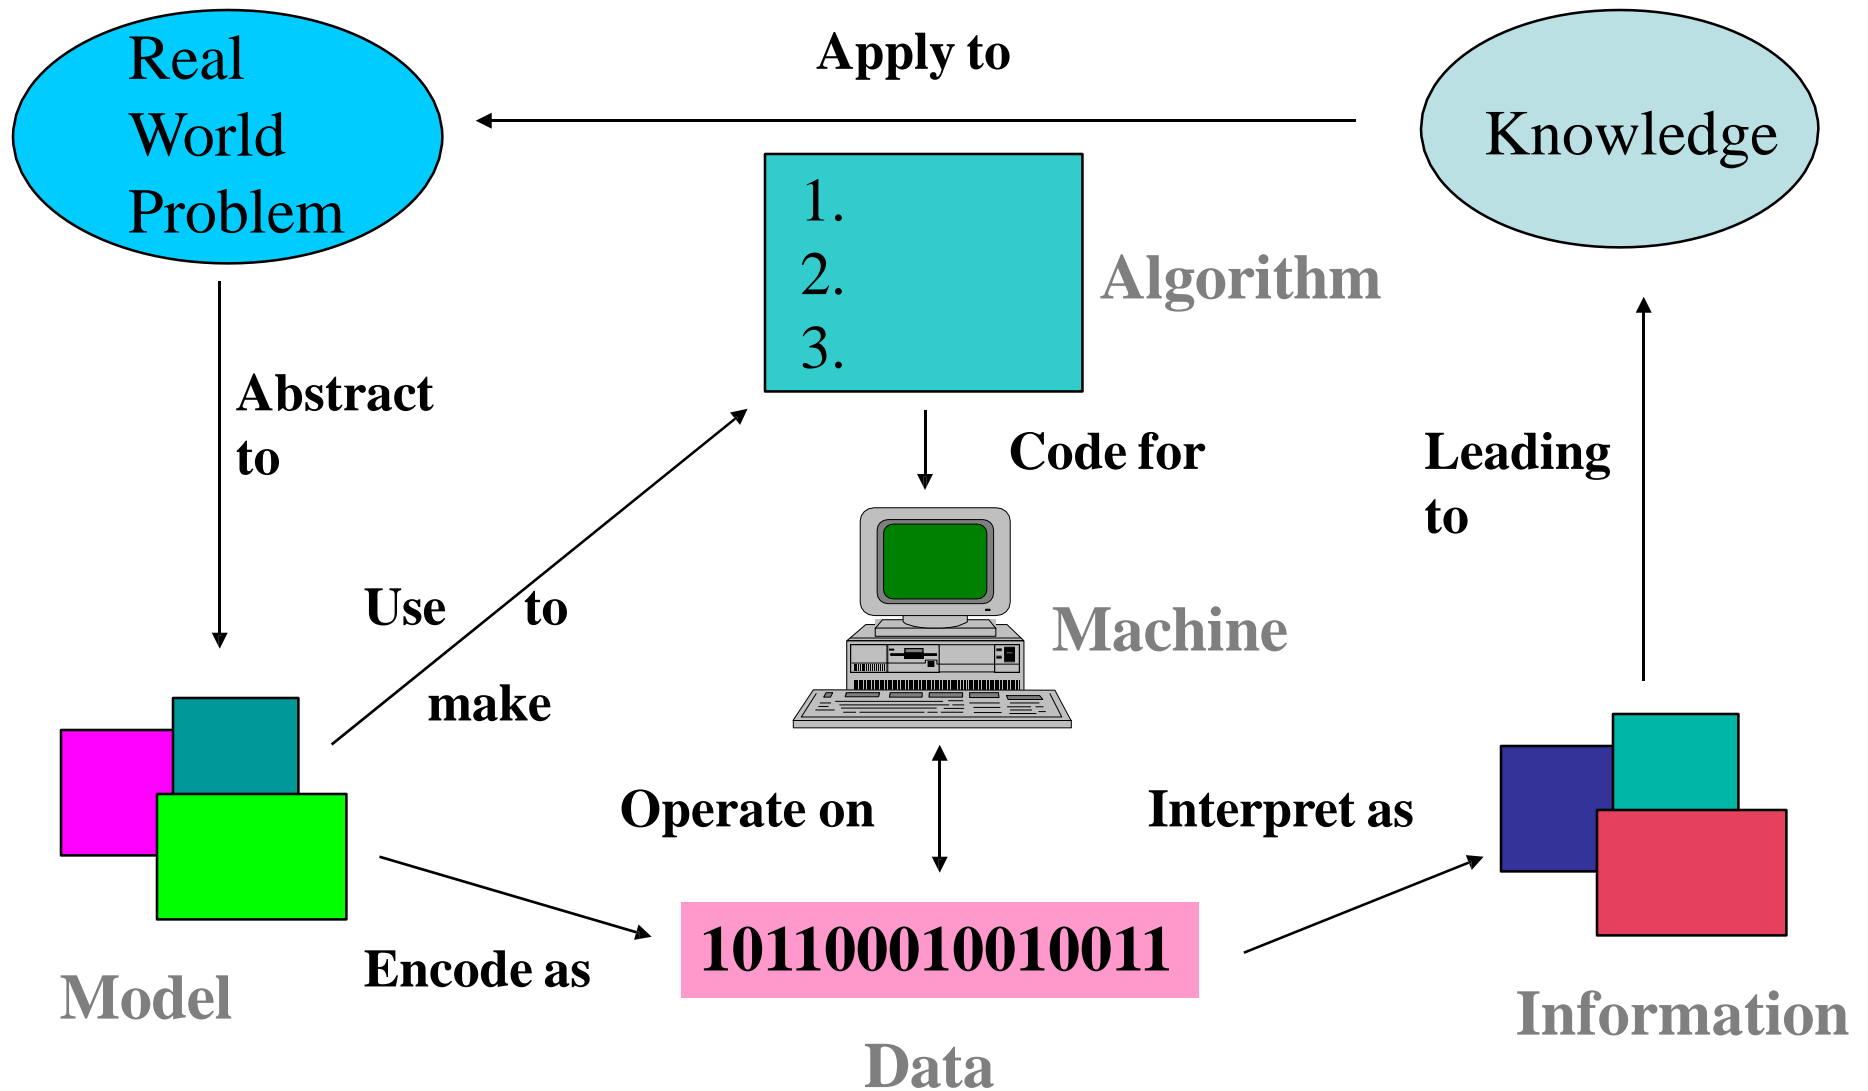 Real
World
Problem
Apply to
Knowledge
1.
2.
3.
Algorithm
Abstract
to
Code for
Leading
to
Use to
make
Machine
Operate on
Interpret as
101100010010011
Encode as
Model
Information
Data